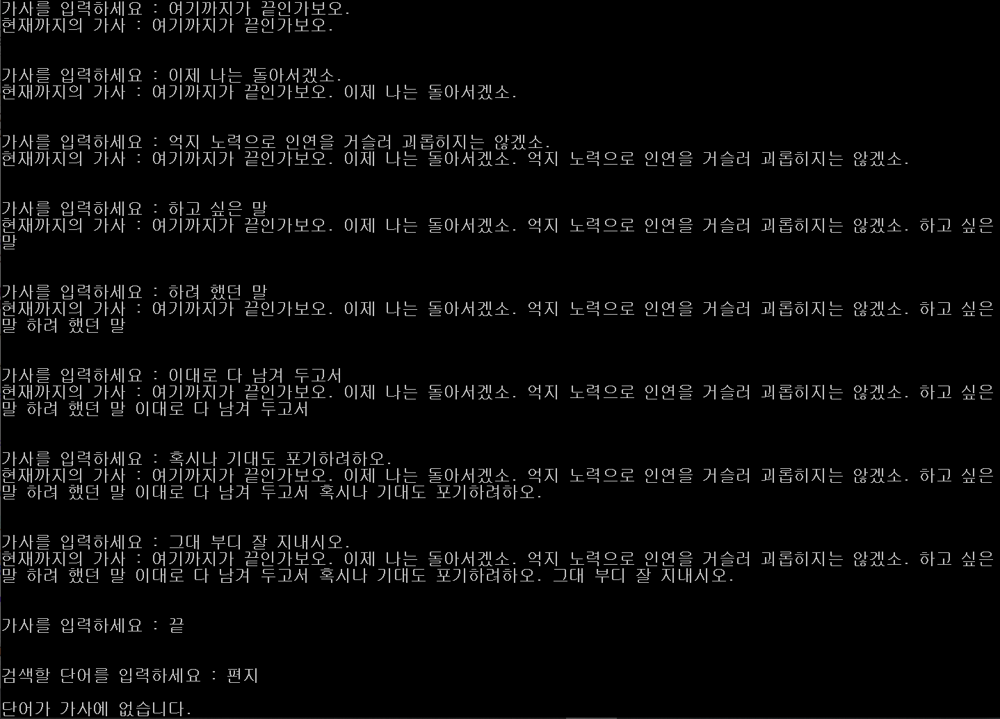 가사를 입력하세요 : 여기까지가 끝인가보오.
현재까지의 가사 : 여기까지가 끝인가보오.
가사를 입력하세요 : 이제 나는 돌아서겠소.
현재까지의 가사 : 여기까지가 끝인가보오. 이제 나는 돌아서겠소.
가사를 입력하세요 : 억지 노력으로 인연을 거슬러 괴롭히지는 않겠소.
현재까지의 가사 : 여기까지가 끝인가보오. 이제 나는 돌아서겠소. 억지 노력으로 인연을 거슬러 괴롭히지는 않겠소.
가사를 입력하세요 : 하고 싶은 말
현재까지의 가사 : 여기까지가 끝인가보오. 이제 나는 돌아서겠소. 억지 노력으로 인연을 거슬러 괴롭히지는 않겠소. 하고 싶은
말
가사를 입력하세요 : 하려 했던 말
현재까지의 가사 : 여기까지가 끝인가보오. 이제 나는 돌아서겠소. 억지 노력으로 인연을 거슬러 괴롭히지는 않겠소. 하고 싶은
말 하려 했던 말
가사를 입력하세요 : 이대로 다 남겨 두고서
현재까지의 가사 : 여기까지가 끝인가보오. 이제 나는 돌아서겠소. 억지 노력으로 인연을 거슬러 괴롭히지는 않겠소. 하고 싶은
말 하려 했던 말 이대로 다 남겨 두고서
가사를 입력하세요 : 혹시나 기대도 포기하려하오.
현재까지의 가사 : 여기까지가 끝인가보오. 이제 나는 돌아서겠소. 억지 노력으로 인연을 거슬러 괴롭히지는 않겠소. 하고 싶은
말 하려 했던 말 이대로 다 남겨 두고서 혹시나 기대도 포기하려하오.
가사를 입력하세요 : 그대 부디 잘 지내시오.
현재까지의 가사 : 여기까지가 끝인가보오. 이제 나는 돌아서겠소. 억지 노력으로 인연을 거슬러 괴롭히지는 않겠소. 하고 싶은
말 하려 했던 말 이대로 다 남겨 두고서 혹시나 기대도 포기하려하오. 그대 부디 잘 지내시오.
가사를 입력하세요 : 끝
검색할 단어를 입력하세요 : 편지
단어가 가사에 없습니다.